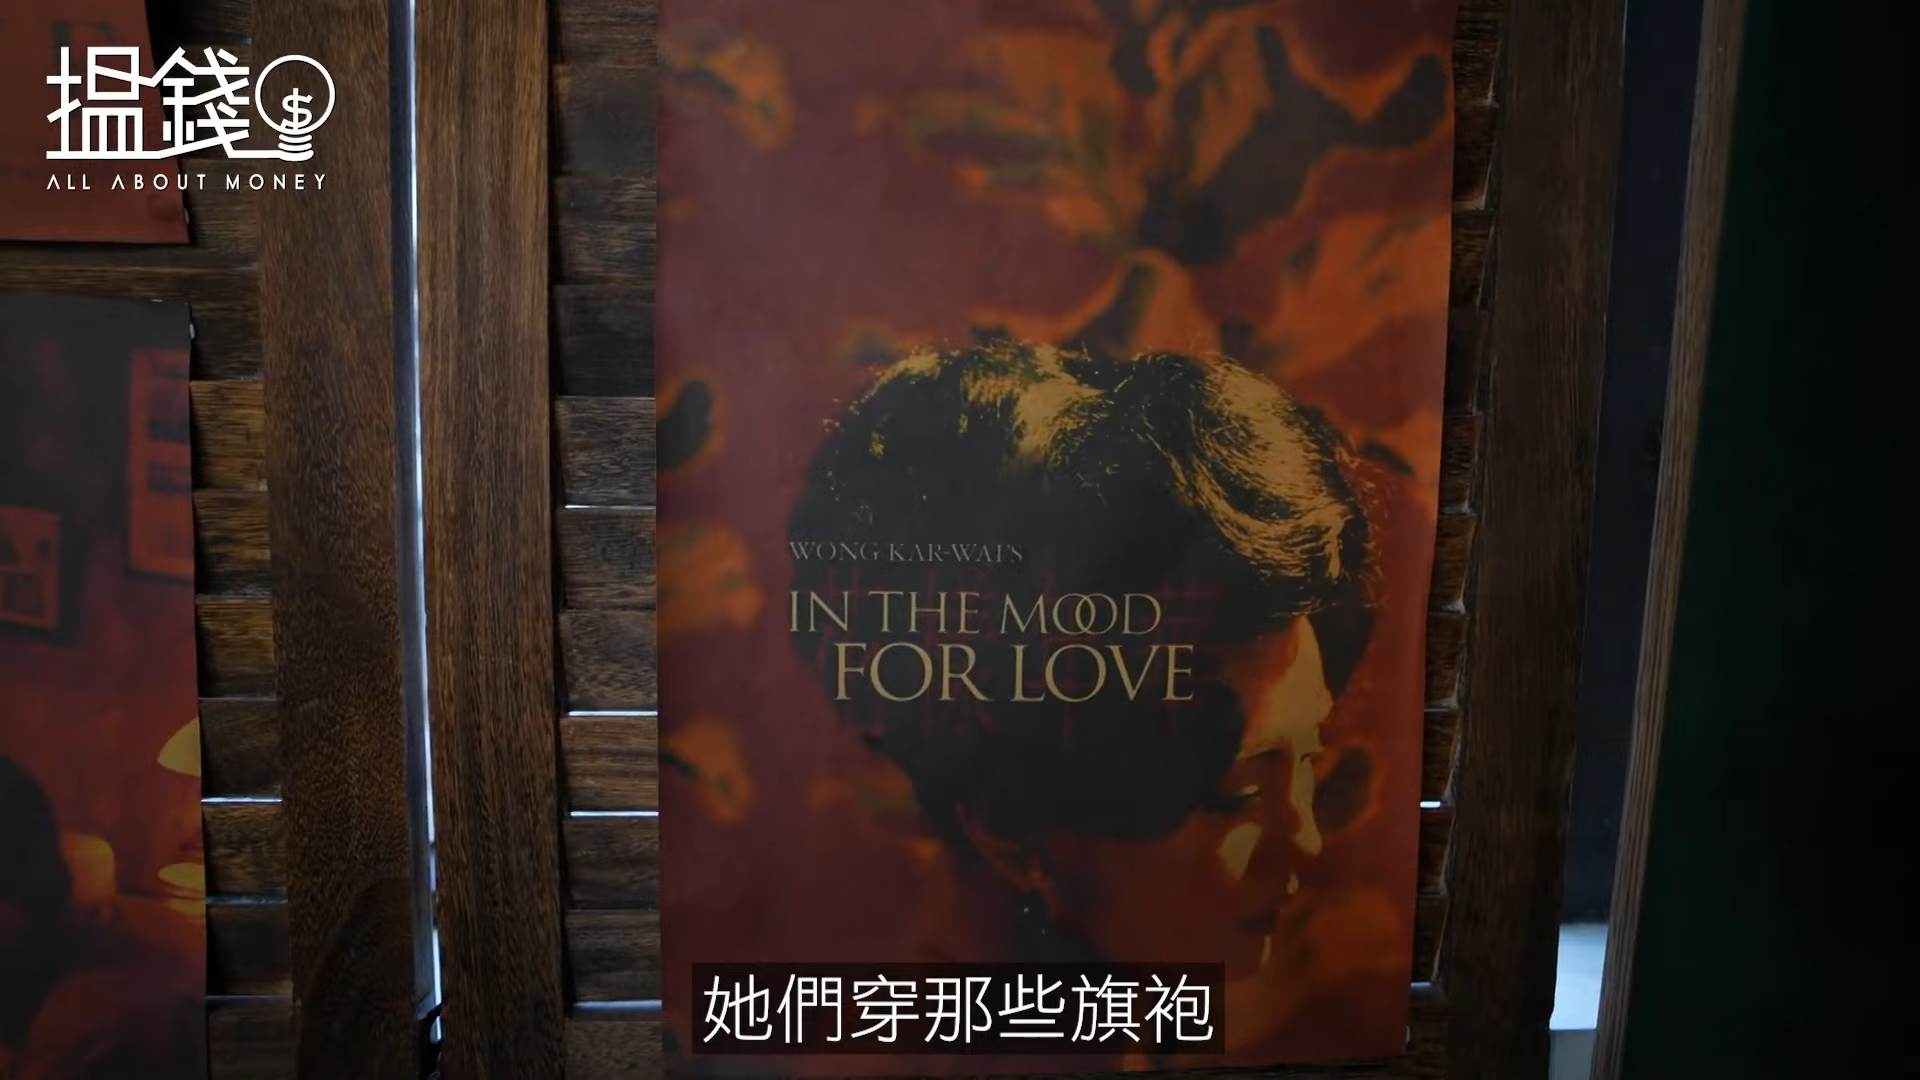 搵錢
ALL ABOUT MONEY
WONG KAR-WAI'S
IN THE MOOD
FOR LOVE
她們穿那些旗袍